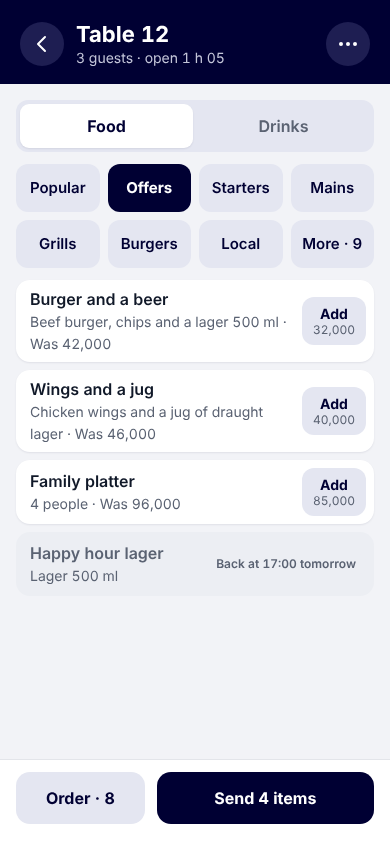 Table 12
3 guests · open 1 h 05
Food
Drinks
Popular
Offers
Starters
Mains
Grills
Burgers
Local
More · 9
Burger and a beer
Beef burger, chips and a lager 500 ml ·
Was 42,000
Add
32,000
Wings and a jug
Chicken wings and a jug of draught
lager · Was 46,000
Add
40,000
Family platter
4 people · Was 96,000
Add
85,000
Happy hour lager
Lager 500 ml
Back at 17:00 tomorrow
Order · 8
Send 4 items